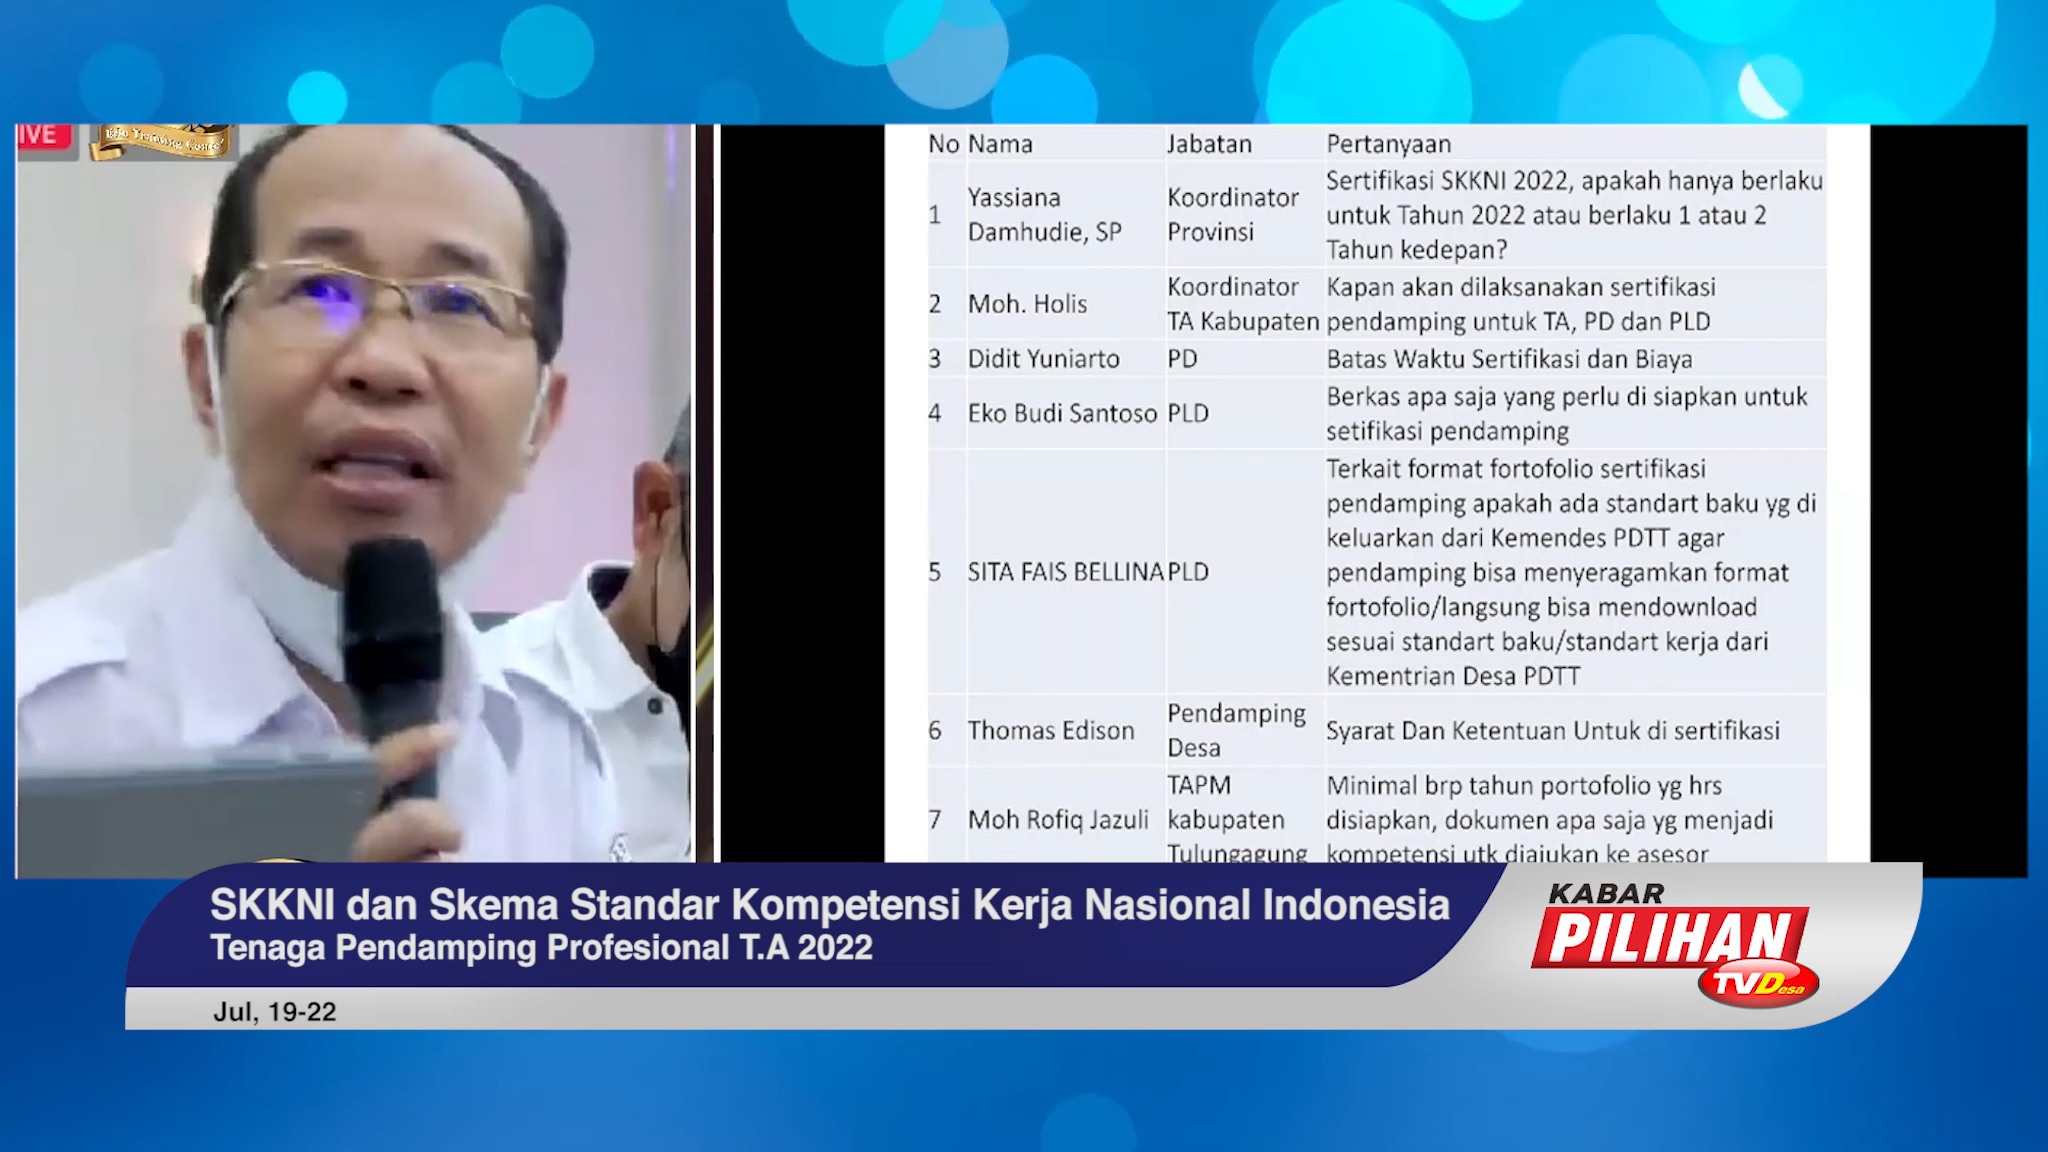 IVE
No Nama Jabatan Pertanyaan
1 Yassiana Damhudie, SP Koordinator Provinsi Sertifikasi SKKNI 2022, apakah hanya berlaku
untuk Tahun 2022 atau berlaku 1 atau 2
Tahun kedepan?
2 Moh. Holis Koordinator TA Kabupaten Kapan akan dilaksanakan sertifikasi
pendamping untuk TA, PD dan PLD
3 Didit Yuniarto PD Batas Waktu Sertifikasi dan Biaya
4 Eko Budi Santoso PLD Berkas apa saja yang perlu di siapkan untuk
setifikasi pendamping
5 SITA FAIS BELLINA PLD Terkait format fortofolio sertifikasi
pendamping apakah ada standart baku yg di
keluarkan dari Kemendes PDTT agar
pendamping bisa menyeragamkan format
fortofolio/langsung bisa mendownload
sesuai standart baku/standart kerja dari
Kementrian Desa PDTT
6 Thomas Edison Pendamping Desa Syarat Dan Ketentuan Untuk di sertifikasi
7 Moh Rofiq Jazuli TAPM kabupaten Tulungagung Minimal brp tahun portofolio yg hrs
disiapkan, dokumen apa saja yg menjadi
kompetensi utk diajukan ke asesor
SKKNI dan Skema Standar Kompetensi Kerja Nasional Indonesia
Tenaga Pendamping Profesional T.A 2022
Jul, 19-22
KABAR
PILIHAN
TVDesa